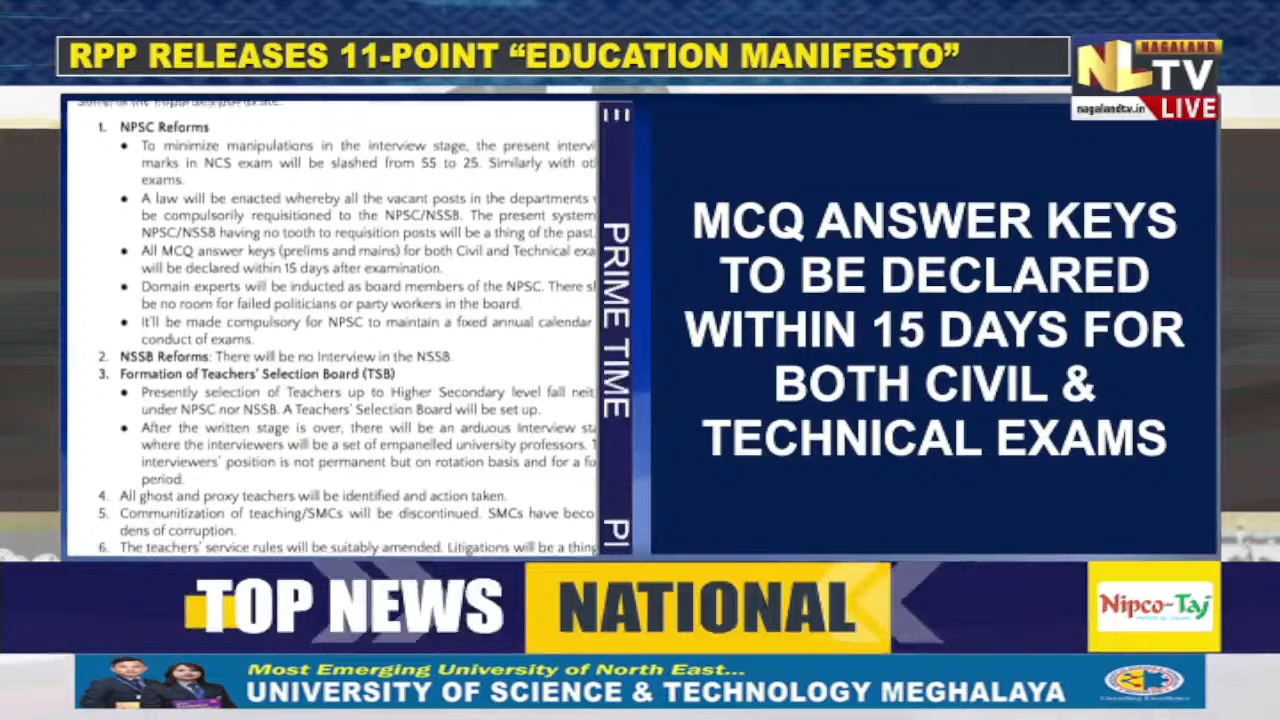 RPP RELEASES 11-POINT “EDUCATION MANIFESTO”
NAGALAND
NLTV
nagalandtv.in LIVE
1. NPSC Reforms
• To minimize manipulations in the interview stage, the present intervi
marks in NCS exam will be slashed from 55 to 25. Similarly with ot
exams.
• A law will be enacted whereby all the vacant posts in the departments
be compulsorily requisitioned to the NPSC/NSSB. The present system
NPSC/NSSB having no tooth to requisition posts will be a thing of the past.
• All MCQ answer keys (prelims and mains) for both Civil and Technical exa
will be declared within 15 days after examination.
• Domain experts will be inducted as board members of the NPSC. There s
be no room for failed politicians or party workers in the board.
• It'll be made compulsory for NPSC to maintain a fixed annual calendar
conduct of exams.
2. NSSB Reforms: There will be no Interview in the NSSB.
3. Formation of Teachers' Selection Board (TSB)
• Presently selection of Teachers up to Higher Secondary level fall neit
under NPSC nor NSSB. A Teachers' Selection Board will be set up.
• After the written stage is over, there will be an arduous Interview sta
where the interviewers will be a set of empanelled university professors. T
interviewers' position is not permanent but on rotation basis and for a fi
period.
4. All ghost and proxy teachers will be identified and action taken.
5. Communitization of teaching/SMCs will be discontinued. SMCs have beco
dens of corruption.
6. The teachers' service rules will be suitably amended. Litigations will be a thing
PRIME TIME
PI
MCQ ANSWER KEYS
TO BE DECLARED
WITHIN 15 DAYS FOR
BOTH CIVIL &
TECHNICAL EXAMS
TOP NEWS NATIONAL
Nipco-Taj
Most Emerging University of North East...
UNIVERSITY OF SCIENCE & TECHNOLOGY MEGHALAYA